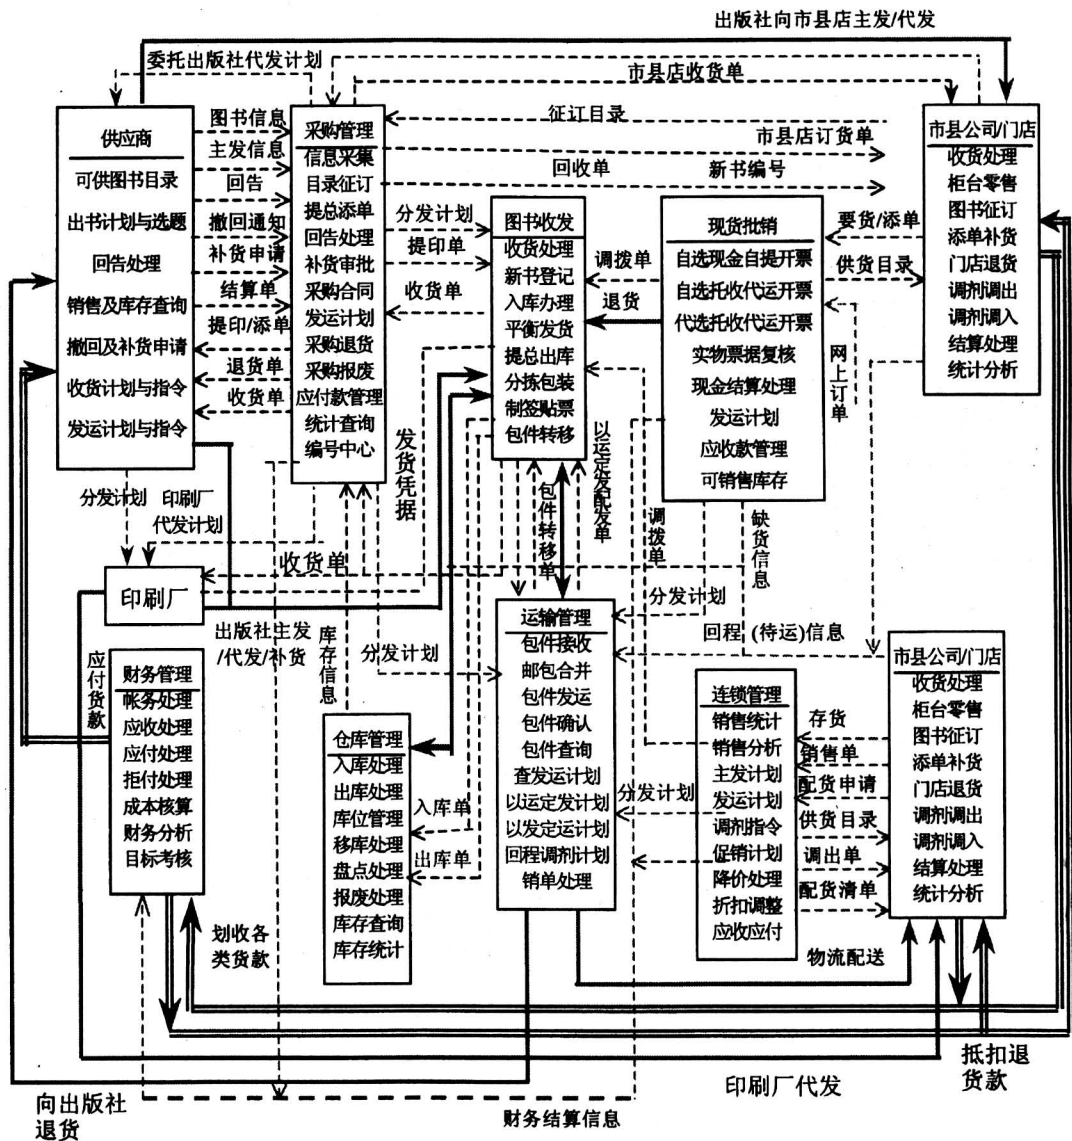 出版社向市县店主发/代发
委托出版社代发计划
市县店收货单
供应商
可供图书目录
出书计划与选题
回告处理
销售及库存查询
撤回及补货申请
收货计划与指令
发运计划与指令
图书信息
主发信息
回告
撤回通知
补货申请
结算单
提印/添单
退货单
收货单
采购管理
信息采集
目录征订
提总添单
回告处理
补货审批
采购合同
发运计划
采购退货
采购报废
应付款管理
统计查询
编号中心
征订目录
市县店订货单
回收单
新书编号
分发计划
提印单
收货单
图书收发
收货处理
新书登记
入库办理
平衡发货
提总出库
分拣包装
制签贴票
包件转移
调拨单
退货
现货批销
自选现金自提开票
自选托收代运开票
代选托收代运开票
实物票据复核
现金结算处理
发运计划
应收款管理
可销售库存
要货/添单
供货目录
网上订单
市县公司/门店
收货处理
柜台零售
图书征订
添单补货
门店退货
调剂调出
调剂调入
结算处理
统计分析
分发计划
印刷厂
代发计划
发货凭据
包件转移单
以运定发配发单
调拨单
缺货信息
收货单
印刷厂
出版社主发
/代发/补货
库存信息
分发计划
分发计划
回程 (待运)信息
应付货款
财务管理
帐务处理
应收处理
应付处理
拒付处理
成本核算
财务分析
目标考核
仓库管理
入库处理
出库处理
库位管理
移库处理
盘点处理
报废处理
库存查询
库存统计
入库单
出库单
运输管理
包件接收
邮包合并
包件发运
包件确认
包件查询
查发运计划
以运定发计划
以发定运计划
回程调剂计划
销单处理
分发计划
连锁管理
销售统计
销售分析
主发计划
发运计划
调剂指令
促销计划
降价处理
折扣调整
应收应付
存货
销售单
配货申请
供货目录
调出单
配货清单
市县公司/门店
收货处理
柜台零售
图书征订
添单补货
门店退货
调剂调出
调剂调入
结算处理
统计分析
划收各
类货款
物流配送
抵扣退
货款
印刷厂代发
向出版社
退货
财务结算信息